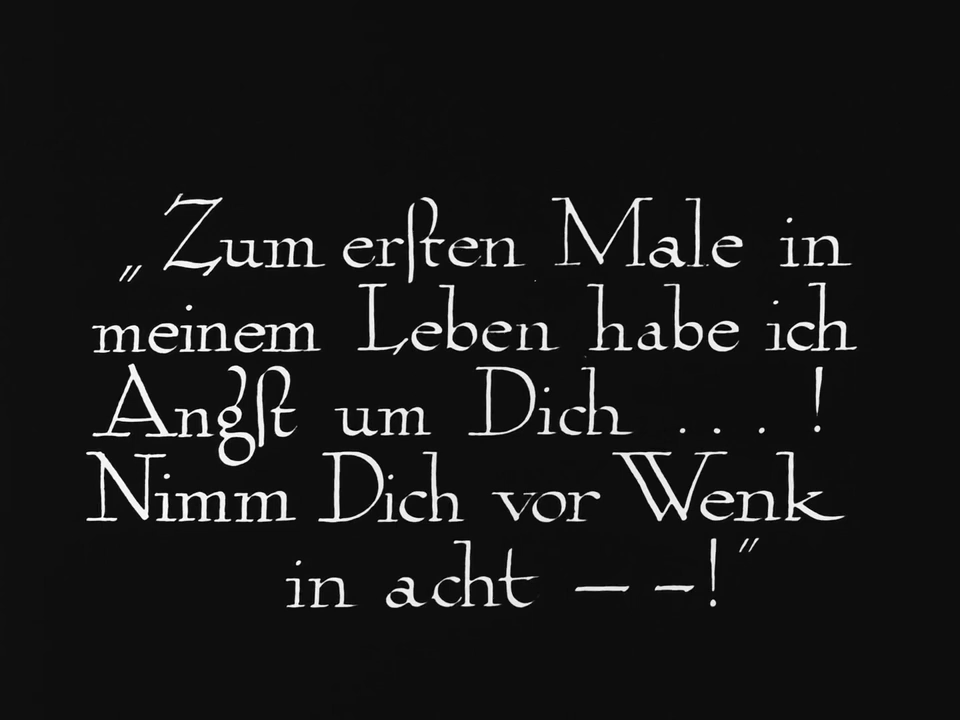 „Zum erſten Male in
meinem Leben habe ich
Angſt um Dich . . . !
Nimm Dich vor Wenk
in acht — —!"